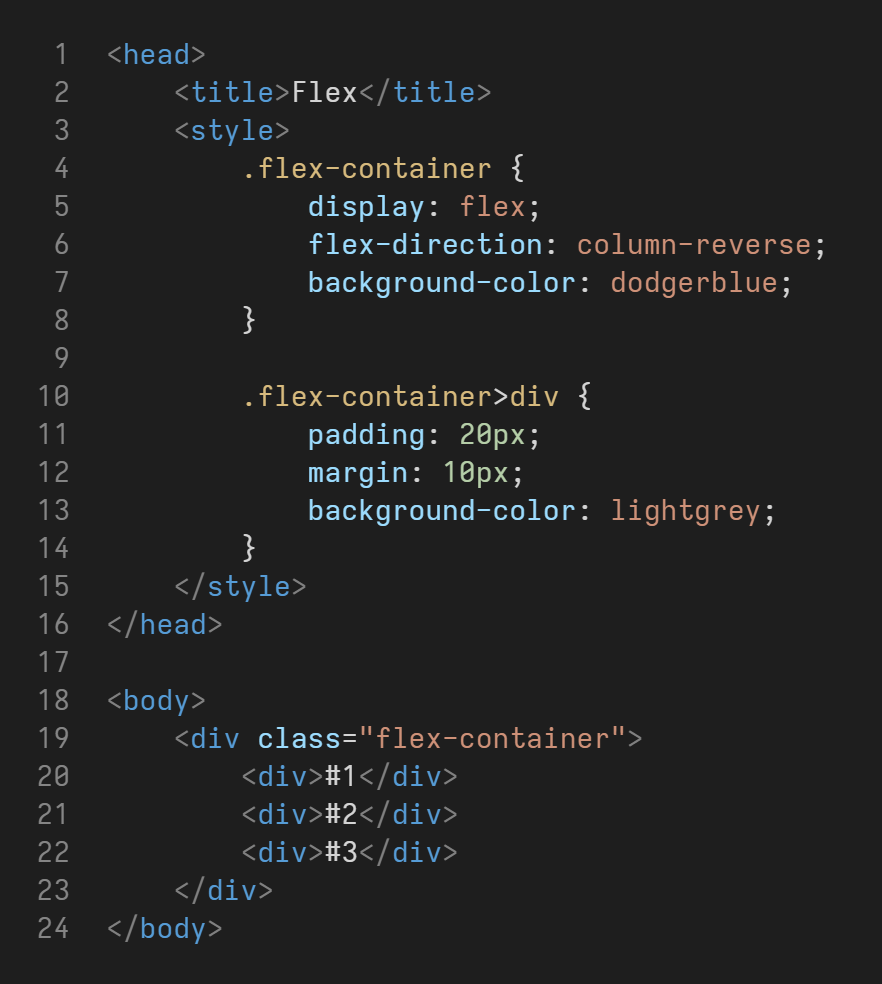 1 <head>
2 <title>Flex</title>
3 <style>
4 .flex-container {
5 display: flex;
6 flex-direction: column-reverse;
7 background-color: dodgerblue;
8 }
9
10 .flex-container>div {
11 padding: 20px;
12 margin: 10px;
13 background-color: lightgrey;
14 }
15 </style>
16 </head>
17
18 <body>
19 <div class="flex-container">
20 <div>#1</div>
21 <div>#2</div>
22 <div>#3</div>
23 </div>
24 </body>